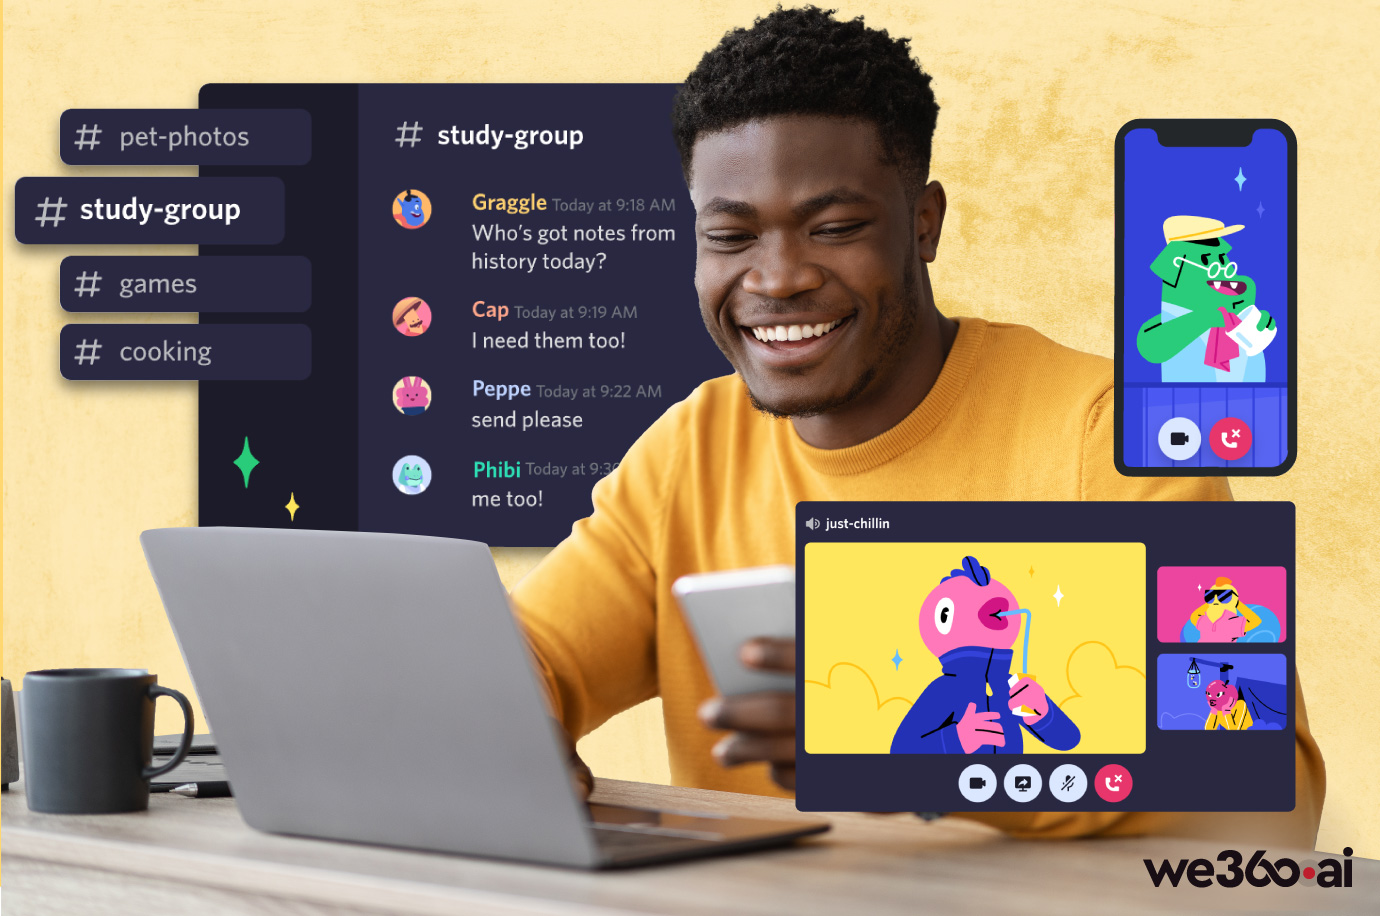 # pet-photos
# study-group
# games
# cooking
# study-group
Graggle Today at 9:18 AM
Who's got notes from
history today?
Cap Today at 9:19 AM
I need them too!
Peppe Today at 9:22 AM
send please
Phibi Today at 9:30
me too!
just-chillin
we360.ai